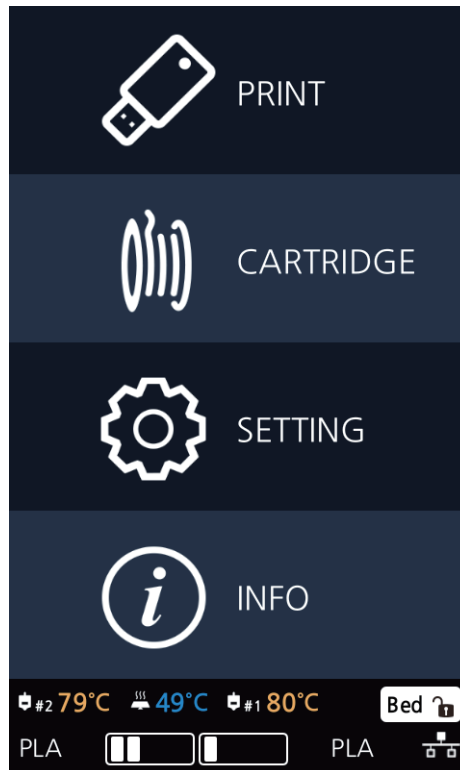 PRINT
CARTRIDGE
SETTING
i INFO
#2 79°C 49°C #1 80°C Bed
PLA PLA